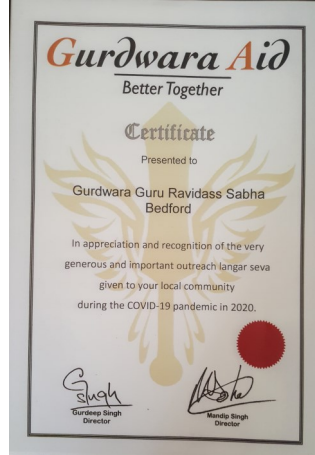 Gurdwara Aid
Better Together
Certificate
Presented to
Gurdwara Guru Ravidass Sabha
Bedford
In appreciation and recognition of the very
generous and important outreach langar seva
given to your local community
during the COVID-19 pandemic in 2020.
Singh
Gurdeep Singh
Director
Mandip Singh
Director